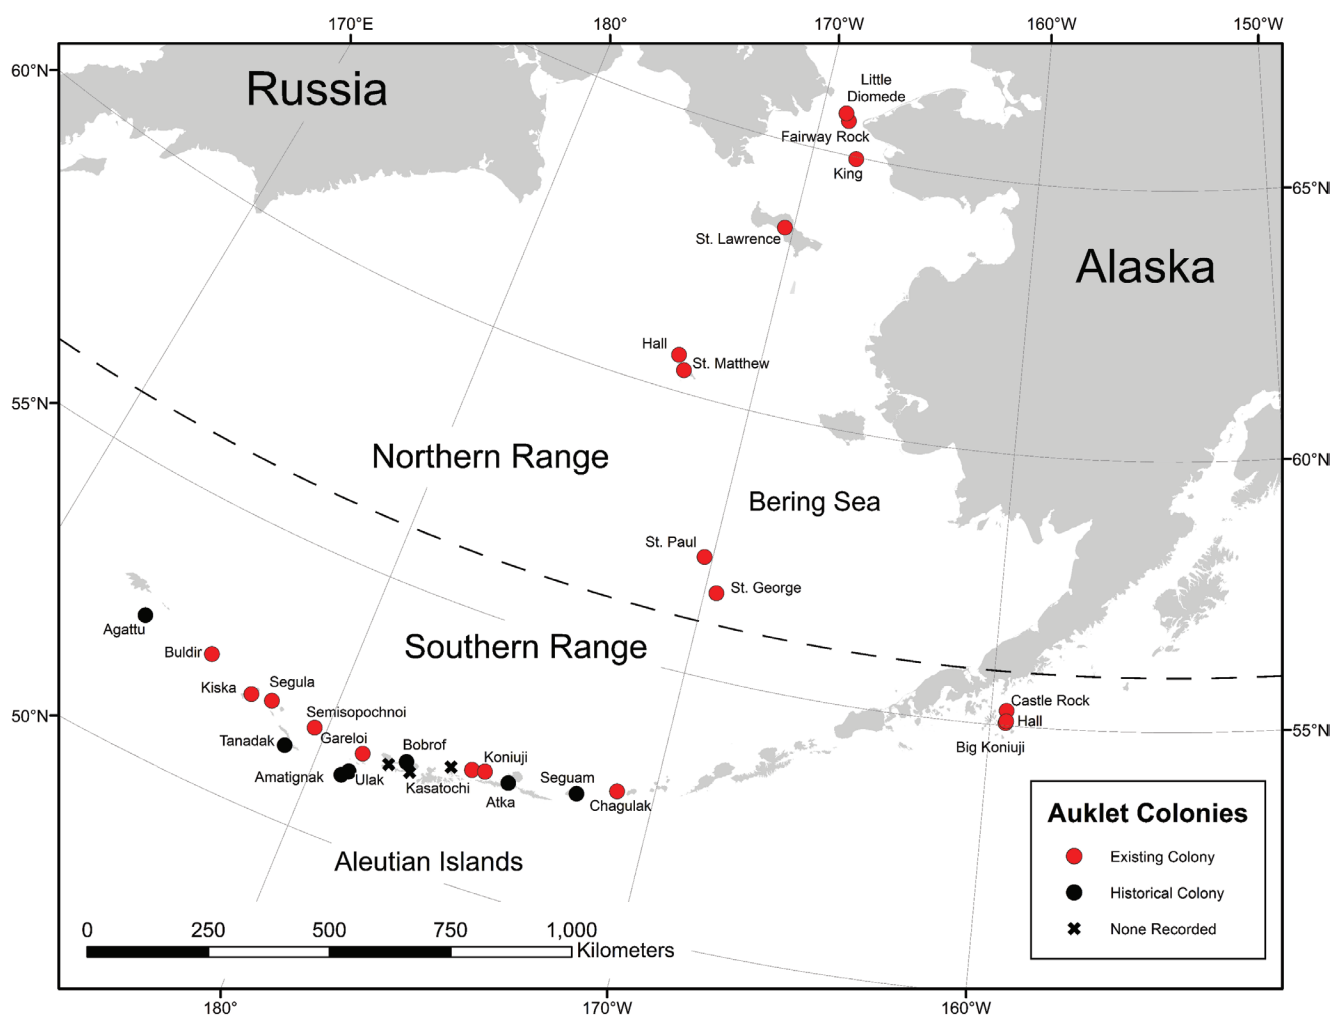 170°E
180°
170°W
160°W
150°W
60°N
Russia
Little
Diomede
Fairway Rock
King
65°N
St. Lawrence
Alaska
Hall
St. Matthew
55°N
Northern Range
60°N
Bering Sea
St. Paul
St. George
Southern Range
Agattu
Buldir
Kiska
Segula
Semisopochnoi
Castle Rock
Hall
Big Koniuji
50°N
55°N
Tanadak
Gareloi
Bobrof
Koniuji
Amatignak
Ulak
Kasatochi
Atka
Seguam
Chagulak
Aleutian Islands
Auklet Colonies
Existing Colony
Historical Colony
None Recorded
0 250 500 750 1,000
Kilometers
180°
170°W
160°W